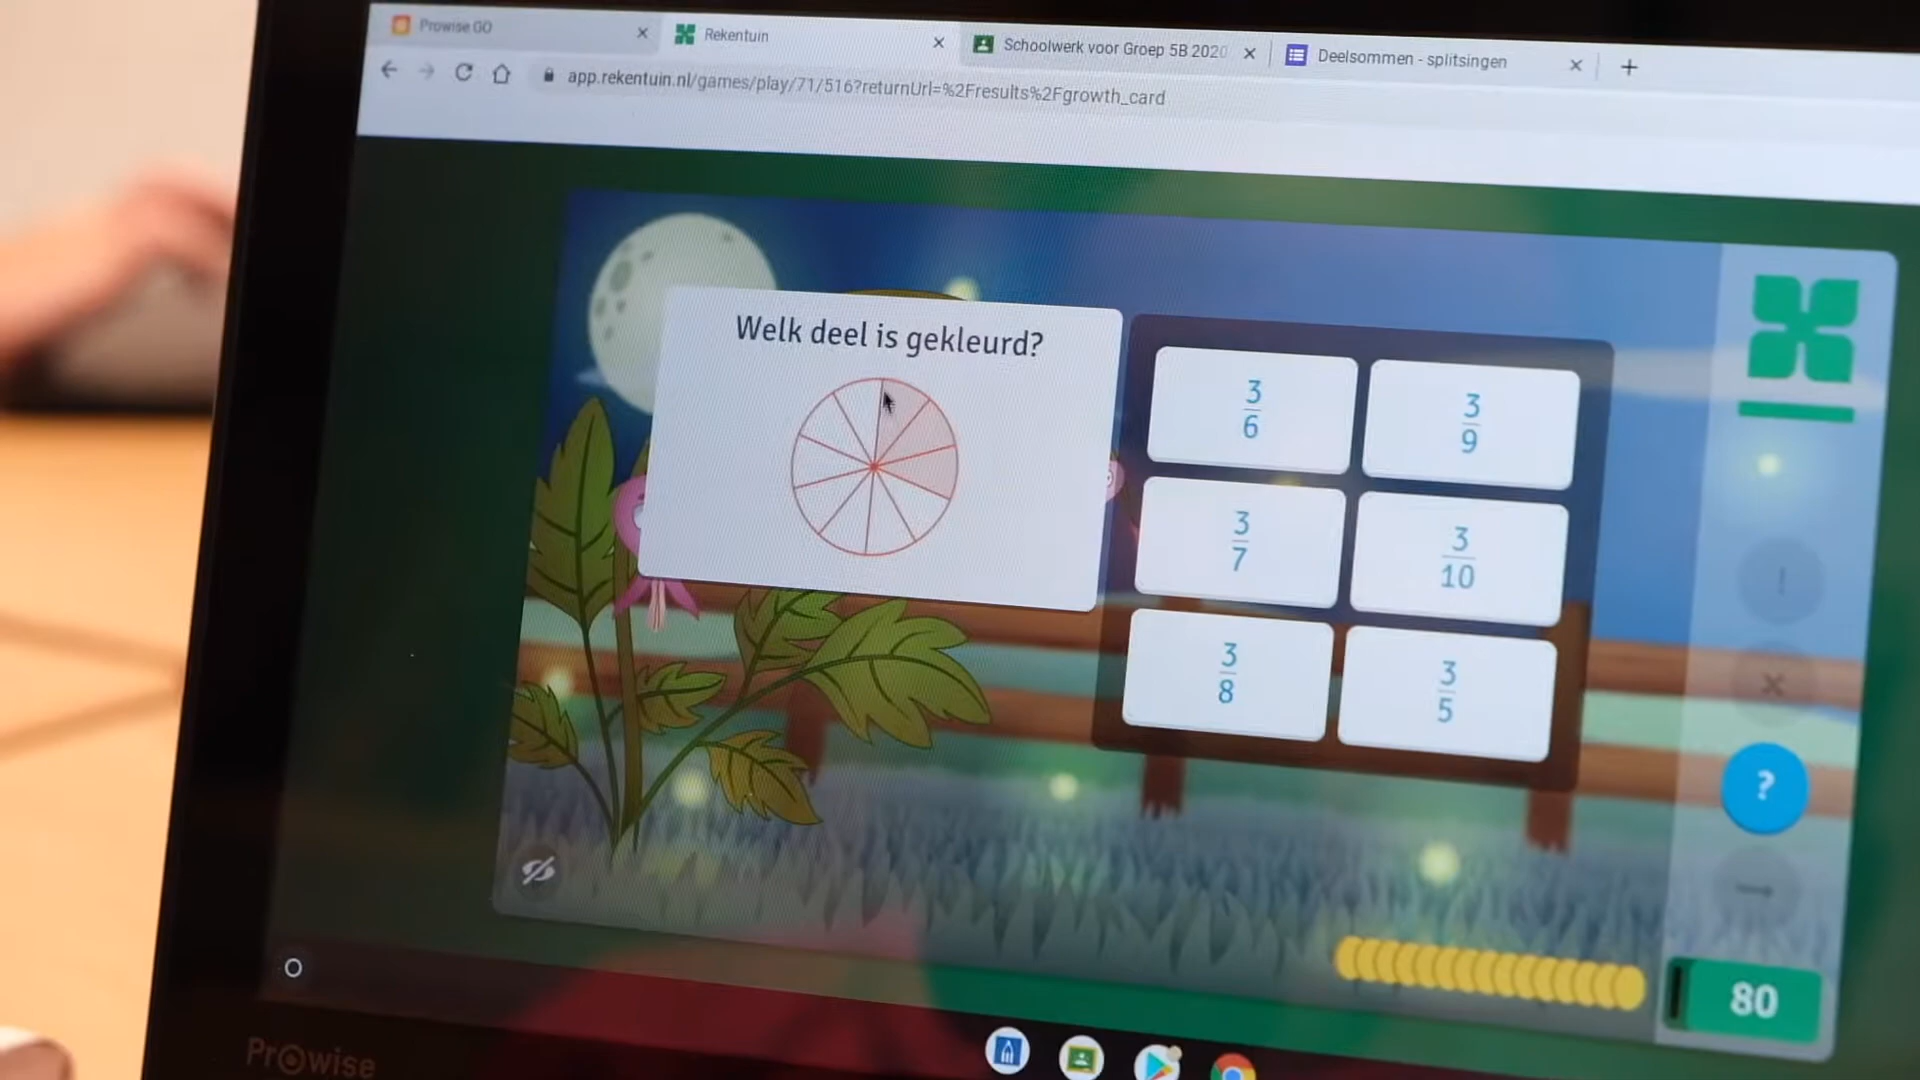 Prowise GO
Rekentuin
Schoolwerk voor Groep 5B 2020
Deelsommen - splitsingen
app.rekentuin.nl/games/play/71/516?returnUrl=%2Fresults%2Fgrowth_card
Welk deel is gekleurd?
3/6
3/9
3/7
3/10
3/8
3/5
?
80
Prowise